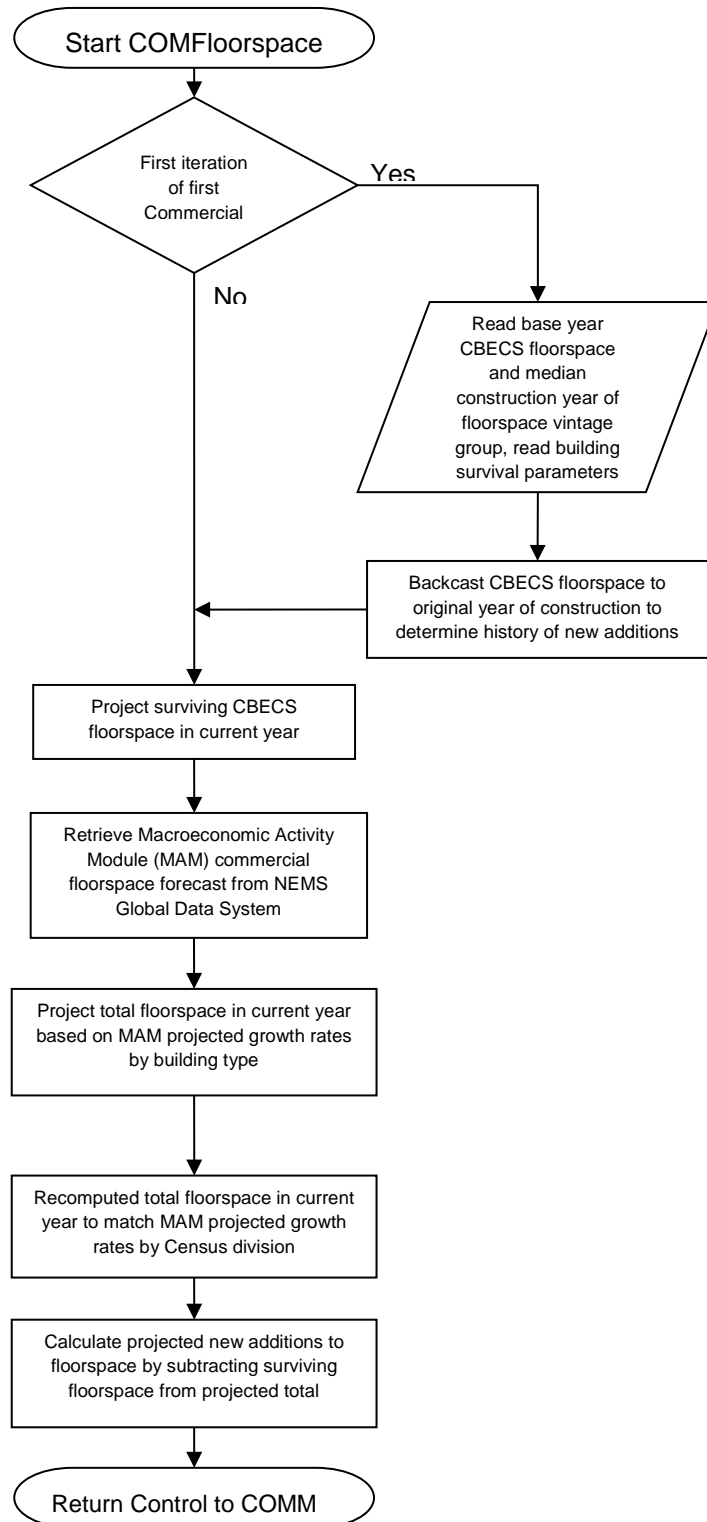 Start COMFloorspace
First iteration
of first
Commercial
Yes
No
Read base year
CBECS floorspace
and median
construction year of
floorspace vintage
group, read building
survival parameters
Backcast CBECS floorspace to
original year of construction to
determine history of new additions
Project surviving CBECS
floorspace in current year
Retrieve Macroeconomic Activity
Module (MAM) commercial
floorspace forecast from NEMS
Global Data System
Project total floorspace in current year
based on MAM projected growth rates
by building type
Recomputed total floorspace in current
year to match MAM projected growth
rates by Census division
Calculate projected new additions to
floorspace by subtracting surviving
floorspace from projected total
Return Control to COMM